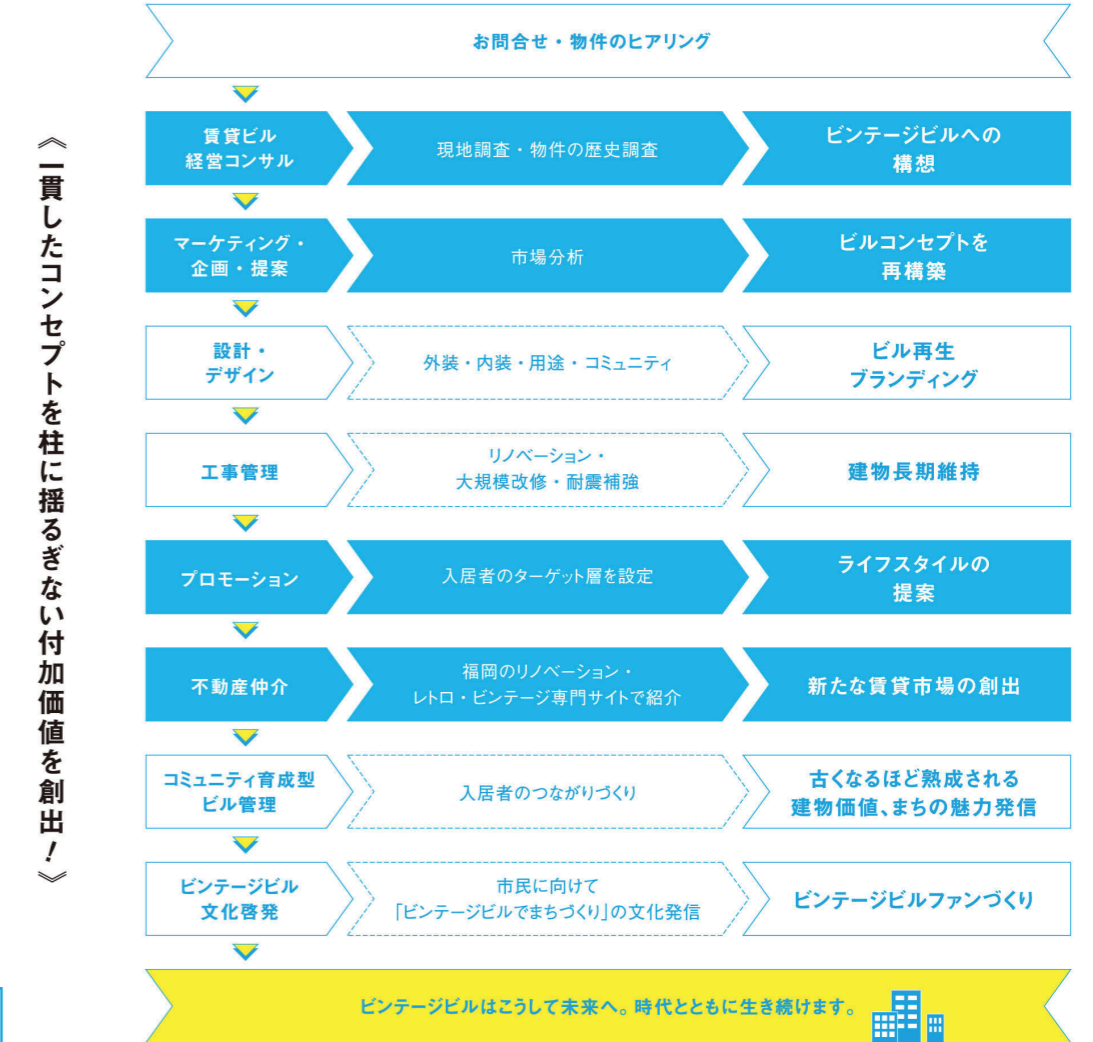 《一貫したコンセプトを柱に揺るぎない付加価値を創出!》
お問合せ・物件のヒアリング
賃貸ビル
経営コンサル
現地調査・物件の歴史調査
ビンテージビルへの
構想
マーケティング・
企画・提案
市場分析
ビルコンセプトを
再構築
設計・
デザイン
外装・内装・用途・コミュニティ
ビル再生
ブランディング
工事管理
リノベーション・
大規模改修・耐震補強
建物長期維持
プロモーション
入居者のターゲット層を設定
ライフスタイルの
提案
不動産仲介
福岡のリノベーション・
レトロ・ビンテージ専門サイトで紹介
新たな賃貸市場の創出
コミュニティ育成型
ビル管理
入居者のつながりづくり
古くなるほど熟成される
建物価値、まちの魅力発信
ビンテージビル
文化啓発
市民に向けて
「ビンテージビルでまちづくり」の文化発信
ビンテージビルファンづくり
ビンテージビルはこうして未来へ。時代とともに生き続けます。